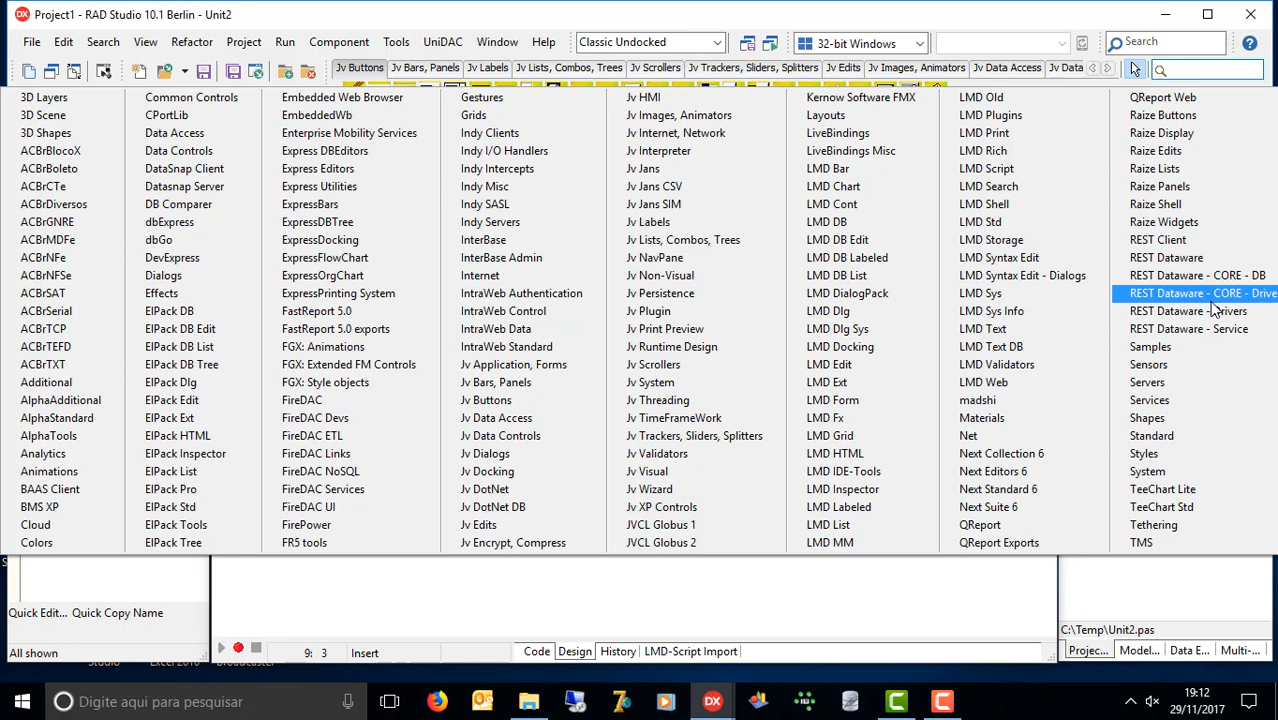 Project1 - RAD Studio 10.1 Berlin - Unit2
File Edit Search View Refactor Project Run Component Tools UniDAC Window Help
Classic Undocked
32-bit Windows
Search
Jv Buttons Jv Bars, Panels Jv Labels Jv Lists, Combos, Trees Jv Scrollers Jv Trackers, Sliders, Splitters Jv Edits Jv Images, Animators Jv Data Access Jv Data
3D Layers
3D Scene
3D Shapes
ACBrBlocoX
ACBrBoleto
ACBrCTe
ACBrDiversos
ACBrGNRE
ACBrMDFe
ACBrNFe
ACBrNFSe
ACBrSAT
ACBrSerial
ACBrTCP
ACBrTEFD
ACBrTXT
Additional
AlphaAdditional
AlphaStandard
AlphaTools
Analytics
Animations
BAAS Client
BMS XP
Cloud
Colors
Common Controls
CPortLib
Data Access
Data Controls
DataSnap Client
Datasnap Server
DB Comparer
dbExpress
dbGo
DevExpress
Dialogs
Effects
ElPack DB
ElPack DB Edit
ElPack DB List
ElPack DB Tree
ElPack Dlg
ElPack Edit
ElPack Ext
ElPack HTML
ElPack Inspector
ElPack List
ElPack Pro
ElPack Std
ElPack Tools
ElPack Tree
Embedded Web Browser
EmbeddedWb
Enterprise Mobility Services
Express DBEditors
Express Editors
Express Utilities
ExpressBars
ExpressDBTree
ExpressDocking
ExpressFlowChart
ExpressOrgChart
ExpressPrinting System
FastReport 5.0
FastReport 5.0 exports
FGX: Animations
FGX: Extended FM Controls
FGX: Style objects
FireDAC
FireDAC Devs
FireDAC ETL
FireDAC Links
FireDAC NoSQL
FireDAC Services
FireDAC UI
FirePower
FR5 tools
Gestures
Grids
Indy Clients
Indy I/O Handlers
Indy Intercepts
Indy Misc
Indy SASL
Indy Servers
InterBase
InterBase Admin
Internet
IntraWeb Authentication
IntraWeb Control
IntraWeb Data
IntraWeb Standard
Jv Application, Forms
Jv Bars, Panels
Jv Buttons
Jv Data Access
Jv Data Controls
Jv Dialogs
Jv Docking
Jv DotNet
Jv DotNet DB
Jv Edits
Jv Encrypt, Compress
Jv HMI
Jv Images, Animators
Jv Internet, Network
Jv Interpreter
Jv Jans
Jv Jans CSV
Jv Jans SIM
Jv Labels
Jv Lists, Combos, Trees
Jv NavPane
Jv Non-Visual
Jv Persistence
Jv Plugin
Jv Print Preview
Jv Runtime Design
Jv Scrollers
Jv System
Jv Threading
Jv TimeFrameWork
Jv Trackers, Sliders, Splitters
Jv Validators
Jv Visual
Jv Wizard
Jv XP Controls
JVCL Globus 1
JVCL Globus 2
Kernow Software FMX
Layouts
LiveBindings
LiveBindings Misc
LMD Bar
LMD Chart
LMD Cont
LMD DB
LMD DB Edit
LMD DB Labeled
LMD DB List
LMD DialogPack
LMD Dlg
LMD Dlg Sys
LMD Docking
LMD Edit
LMD Ext
LMD Form
LMD Fx
LMD Grid
LMD HTML
LMD IDE-Tools
LMD Inspector
LMD Labeled
LMD List
LMD MM
LMD Old
LMD Plugins
LMD Print
LMD Rich
LMD Script
LMD Search
LMD Shell
LMD Std
LMD Storage
LMD Syntax Edit
LMD Syntax Edit - Dialogs
LMD Sys
LMD Sys Info
LMD Text
LMD Text DB
LMD Validators
LMD Web
madshi
Materials
Net
Next Collection 6
Next Editors 6
Next Standard 6
Next Suite 6
QReport
QReport Exports
QReport Web
Raize Buttons
Raize Display
Raize Edits
Raize Lists
Raize Panels
Raize Shell
Raize Widgets
REST Client
REST Dataware
REST Dataware - CORE - DB
REST Dataware - CORE - Drive
REST Dataware - Drivers
REST Dataware - Service
Samples
Sensors
Servers
Services
Shapes
Standard
Styles
System
TeeChart Lite
TeeChart Std
Tethering
TMS
Quick Edit... Quick Copy Name
All shown
9: 3 Insert
Code Design History LMD-Script Import
C:\Temp\Unit2.pas
Projec... Model... Data E... Multi-...
Studio Excel 2010 Broadcaster
Digite aqui para pesquisar
19:12
29/11/2017